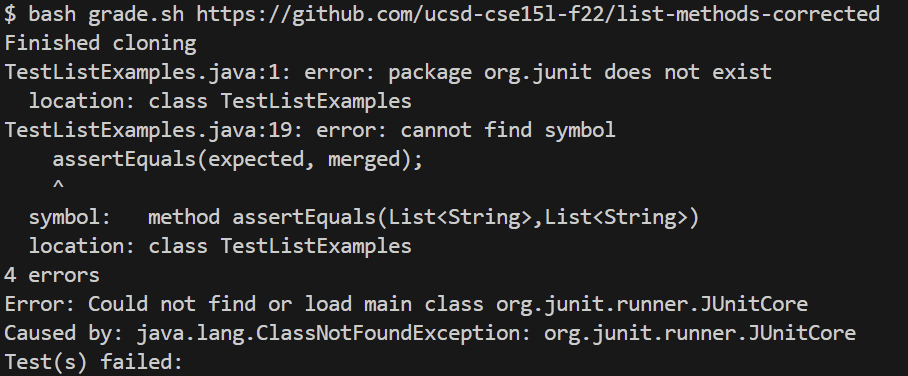 $ bash grade.sh https://github.com/ucsd-cse15l-f22/list-methods-corrected
Finished cloning
TestListExamples.java:1: error: package org.junit does not exist
  location: class TestListExamples
TestListExamples.java:19: error: cannot find symbol
    assertEquals(expected, merged);
    ^
  symbol:   method assertEquals(List<String>,List<String>)
  location: class TestListExamples
4 errors
Error: Could not find or load main class org.junit.runner.JUnitCore
Caused by: java.lang.ClassNotFoundException: org.junit.runner.JUnitCore
Test(s) failed: